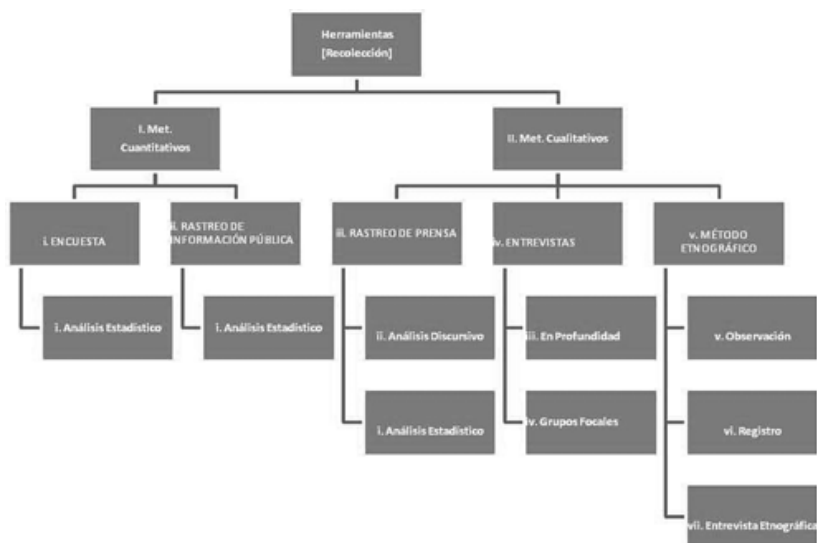 Herramientas
[Recolección]
I. Met.
Cuantitativos
II. Met. Cualitativos
i. ENCUESTA
ii. RASTREO DE
INFORMACIÓN PÚBLICA
iii. RASTREO DE PRENSA
iv. ENTREVISTAS
v. MÉTODO
ETNOGRÁFICO
i. Análisis Estadístico
i. Análisis Estadístico
ii. Análisis Discursivo
iii. En Profundidad
v. Observación
i. Análisis Estadístico
iv. Grupos Focales
vi. Registro
vii. Entrevista Etnográfica